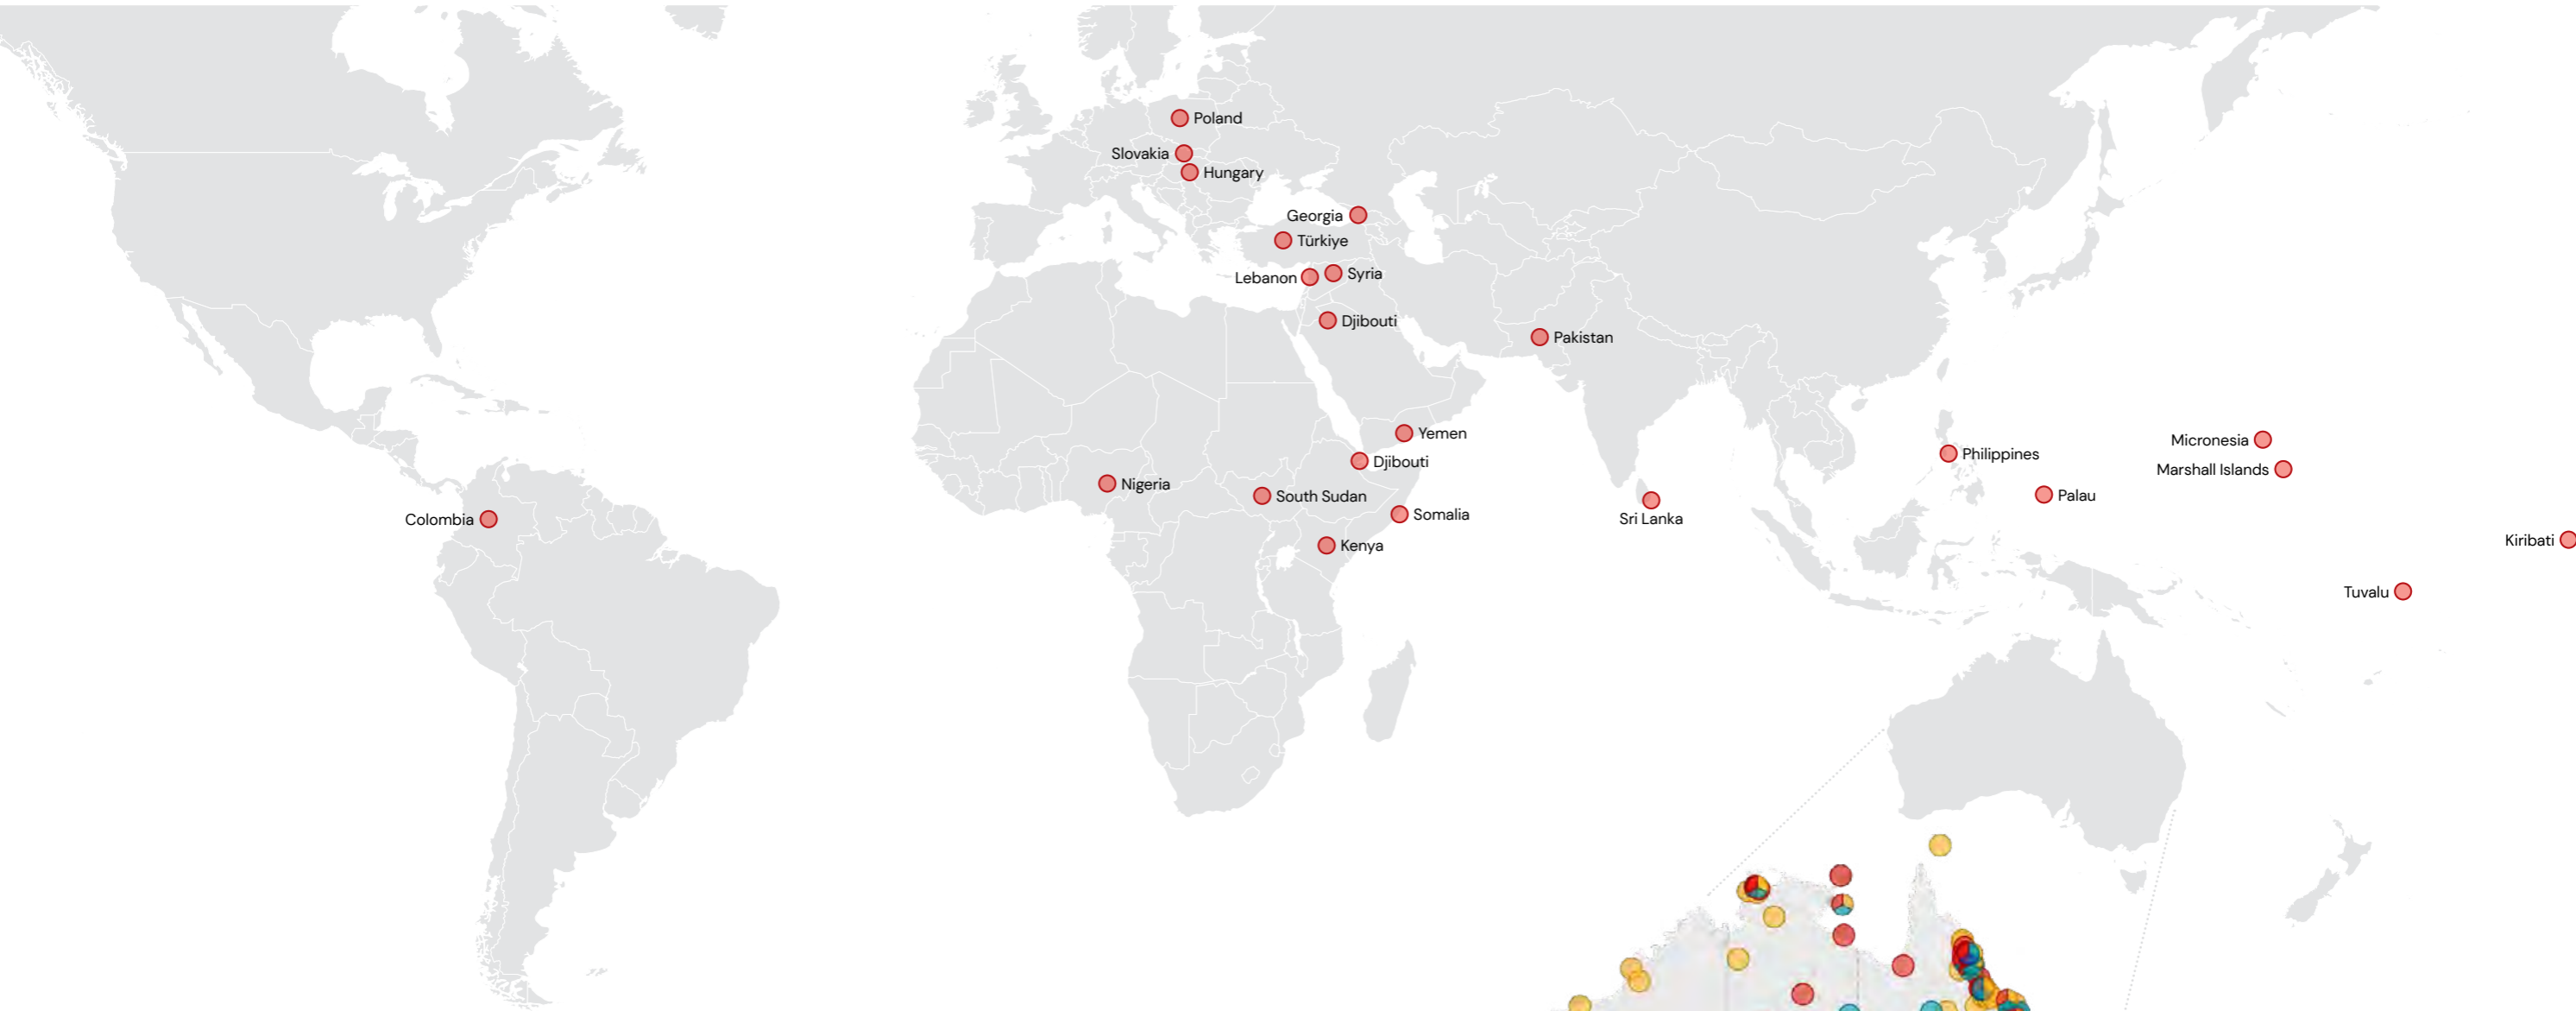 Poland
Slovakia
Hungary
Georgia
Türkiye
Lebanon
Syria
Djibouti
Pakistan
Yemen
Micronesia
Philippines
Djibouti
Marshall Islands
Nigeria
South Sudan
Palau
Somalia
Sri Lanka
Colombia
Kiribati
Kenya
Tuvalu